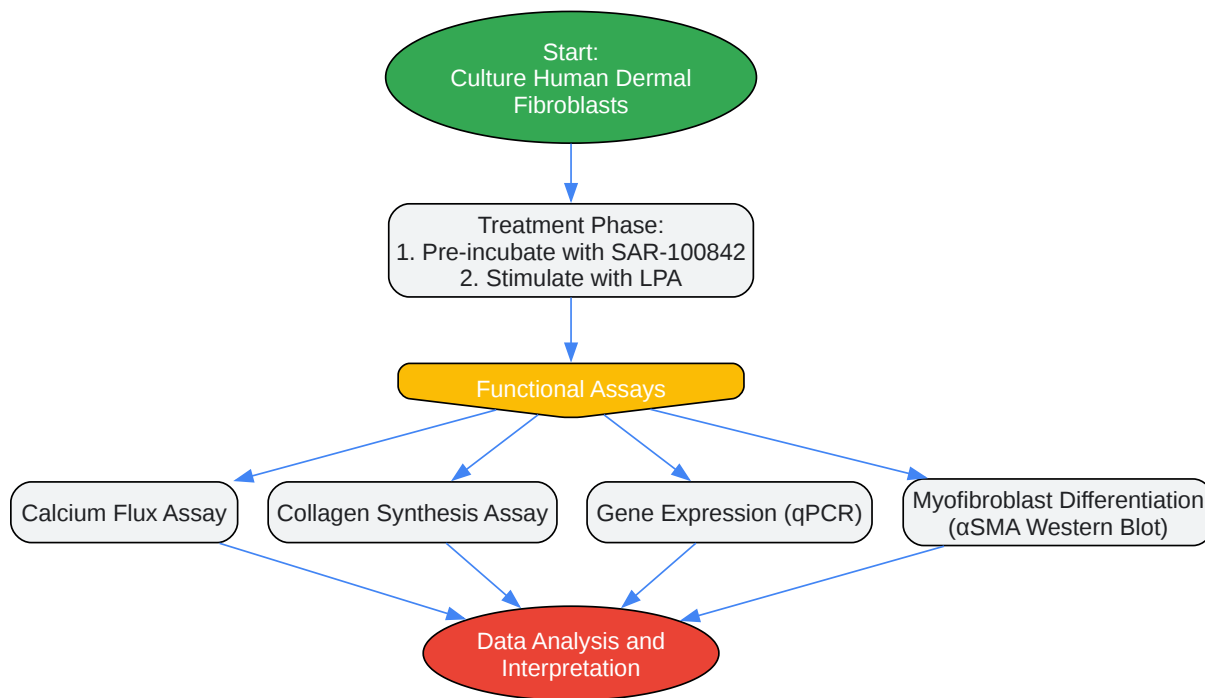 Start:
Culture Human Dermal
Fibroblasts
Treatment Phase:
1. Pre-incubate with SAR-100842
2. Stimulate with LPA
Functional Assays
Calcium Flux Assay
Collagen Synthesis Assay
Gene Expression (qPCR)
Myofibroblast Differentiation
(αSMA Western Blot)
Data Analysis and
Interpretation